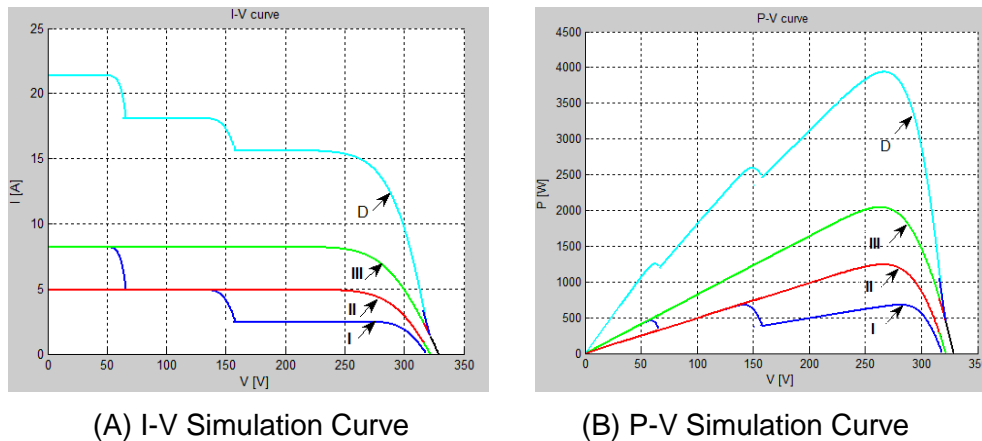 I-V curve
25
20
15
10
5
0
I [A]
0 50 100 150 200 250 300 350
V [V]
D
III
II
I
P-V curve
4500
4000
3500
3000
2500
2000
1500
1000
500
0
P [W]
0 50 100 150 200 250 300 350
V [V]
D
III
II
I
(A) I-V Simulation Curve
(B) P-V Simulation Curve